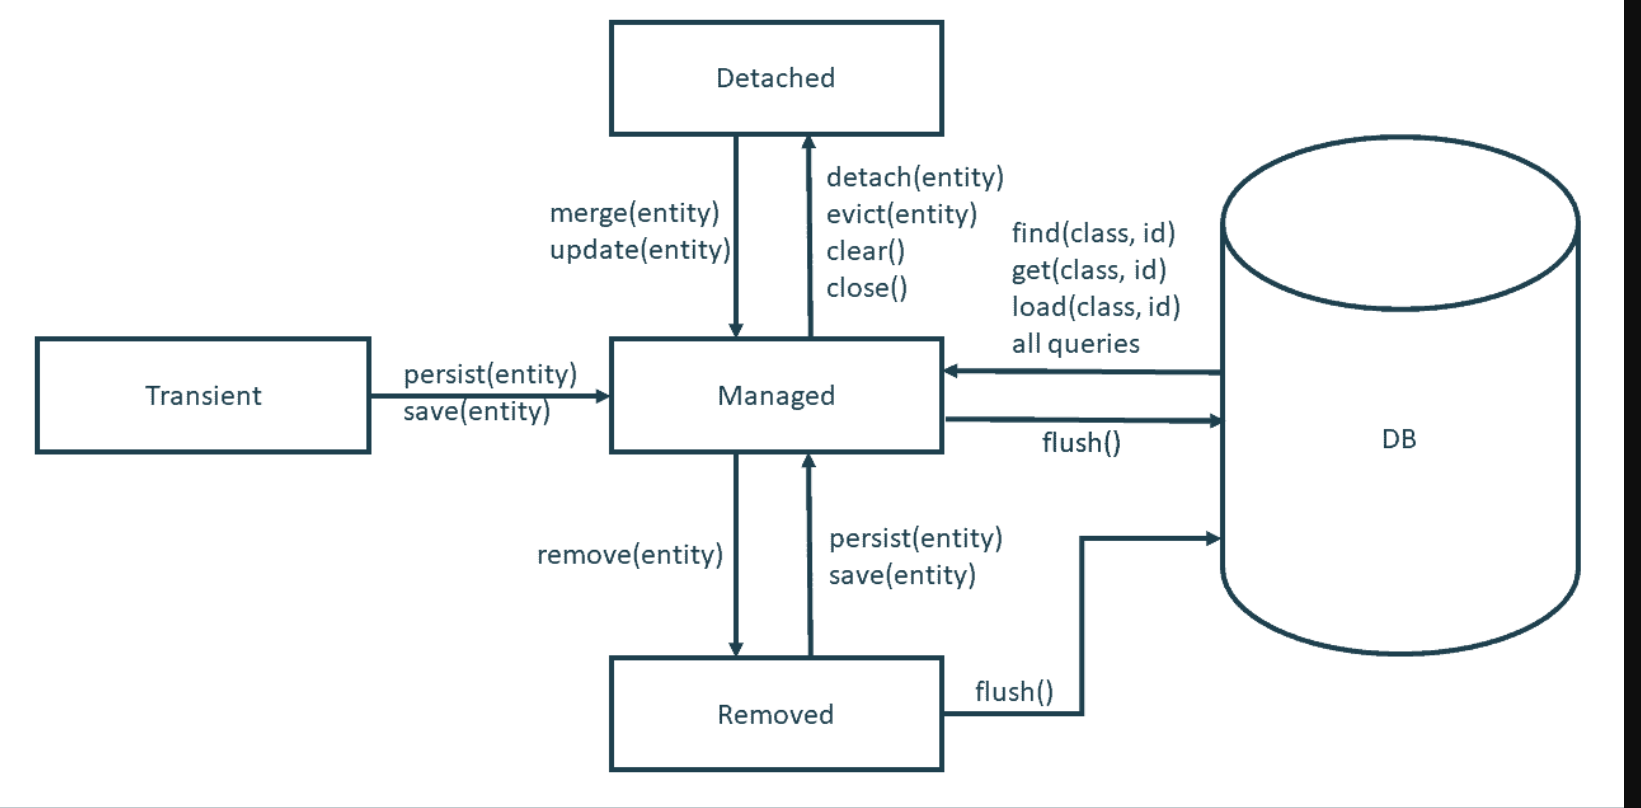 Detached
merge(entity)
update(entity)
detach(entity)
evict(entity)
clear()
close()
find(class, id)
get(class, id)
load(class, id)
all queries
Transient
persist(entity)
save(entity)
Managed
flush()
DB
remove(entity)
persist(entity)
save(entity)
Removed
flush()